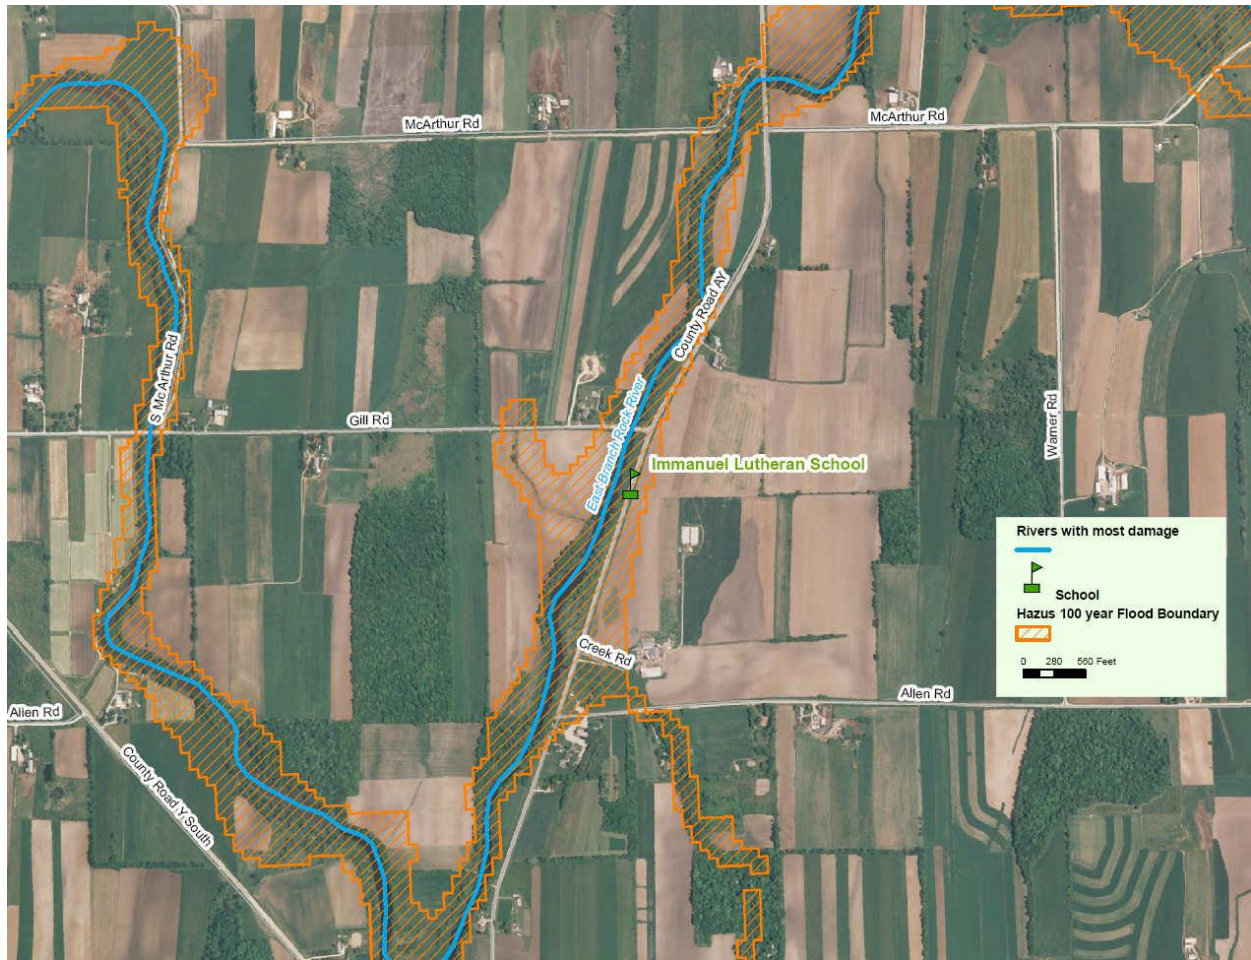 McArthur Rd
McArthur Rd
County Road AY
S McArthur Rd
Gill Rd
Warner Rd
East Branch Rock River
Immanuel Lutheran School
Rivers with most damage
School
Hazus 100 year Flood Boundary
0 280 560 Feet
Creek Rd
Allen Rd
Allen Rd
County Road Y South